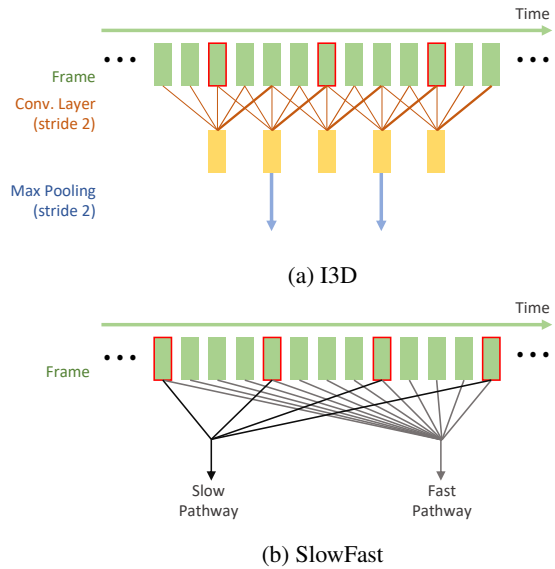 Time
• • •
• • •
Frame
Conv. Layer
(stride 2)
Max Pooling
(stride 2)
(a) I3D
Time
• • •
• • •
Frame
Slow
Pathway
Fast
Pathway
(b) SlowFast